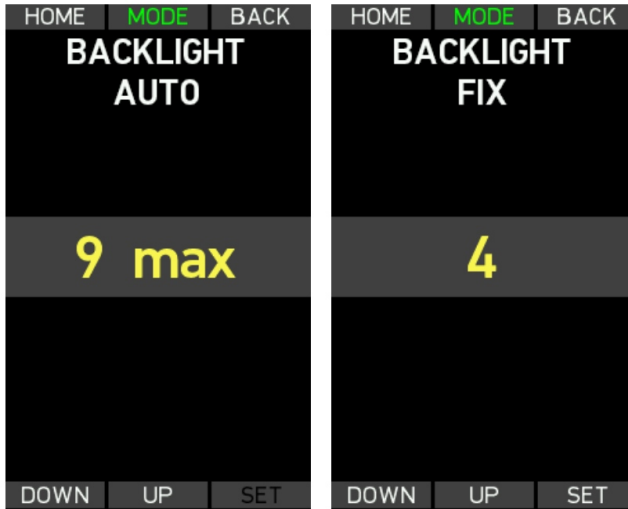 HOME MODE BACK
BACKLIGHT
AUTO
9 max
DOWN UP SET
HOME MODE BACK
BACKLIGHT
FIX
4
DOWN UP SET